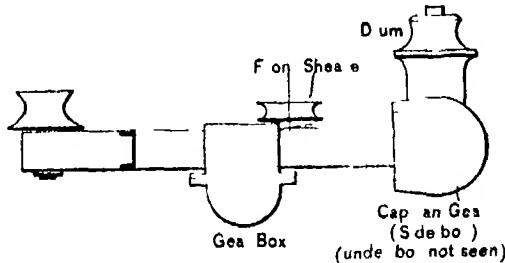 D um
F on Shea e
Gea Box
Cap an Gea
(S de bo )
(unde bo not seen)